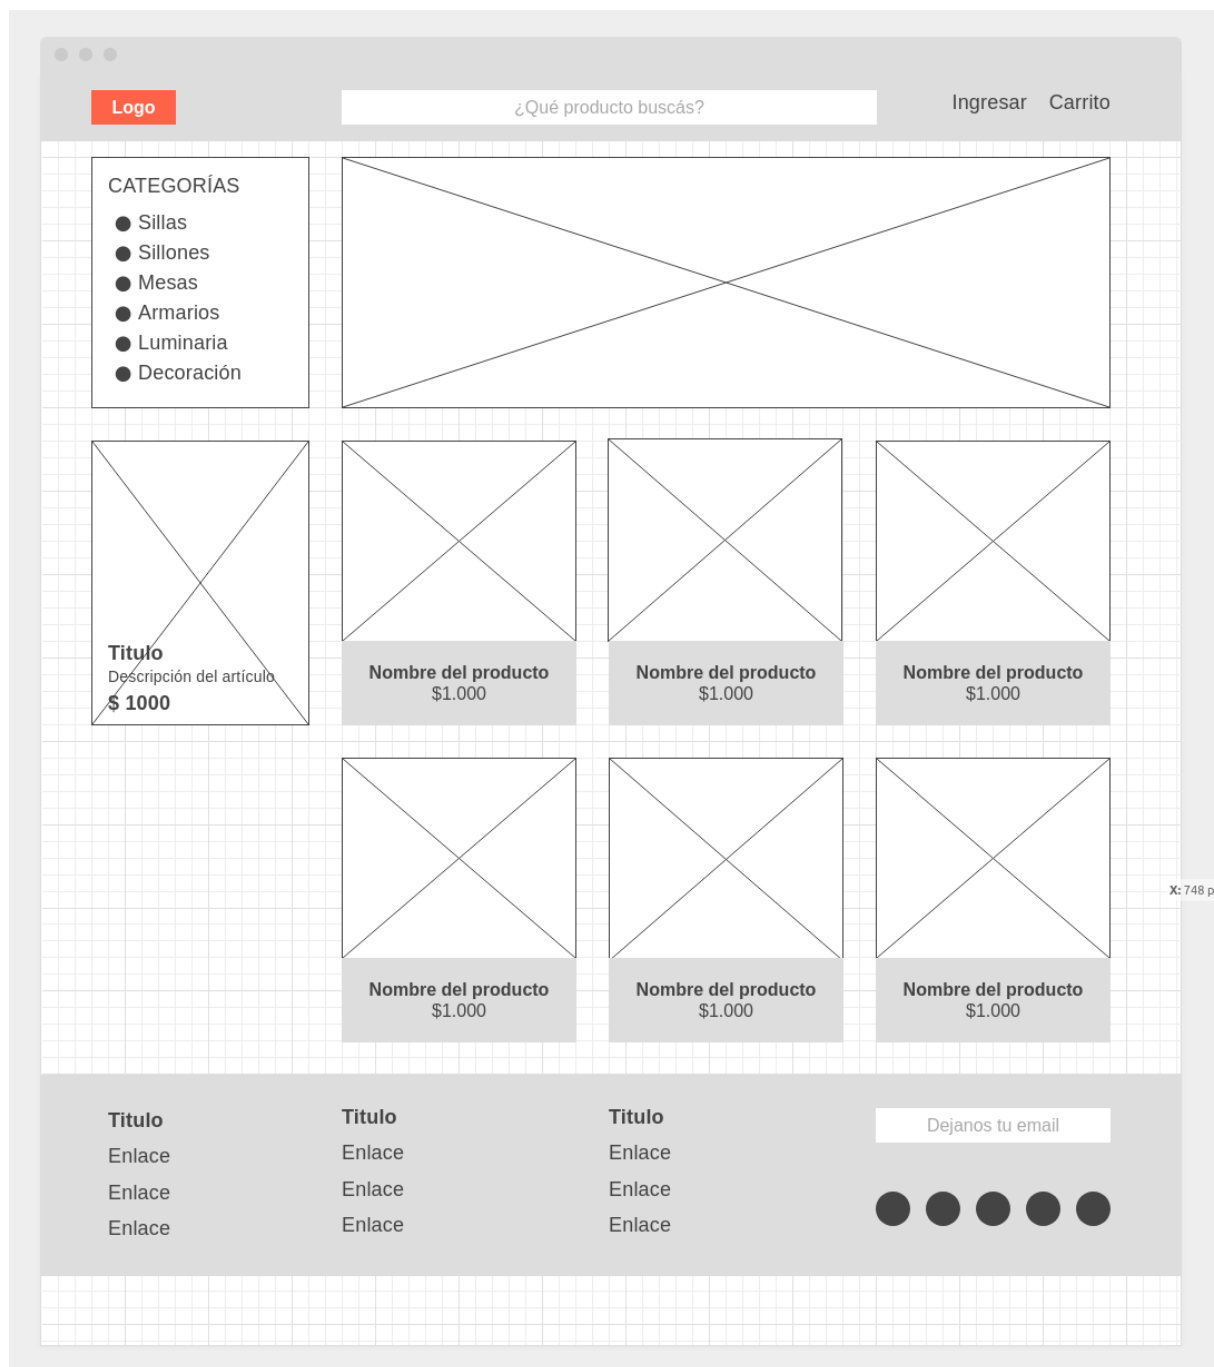 Logo
¿Qué producto buscás?
Ingresar
Carrito
CATEGORÍAS
Sillas
Sillones
Mesas
Armarios
Luminaria
Decoración
Titulo
Descripción del artículo
$ 1000
Nombre del producto
$1.000
Nombre del producto
$1.000
Nombre del producto
$1.000
Nombre del producto
$1.000
Nombre del producto
$1.000
Nombre del producto
$1.000
X: 748 p
Titulo
Enlace
Enlace
Enlace
Titulo
Enlace
Enlace
Enlace
Titulo
Enlace
Enlace
Enlace
Dejanos tu email